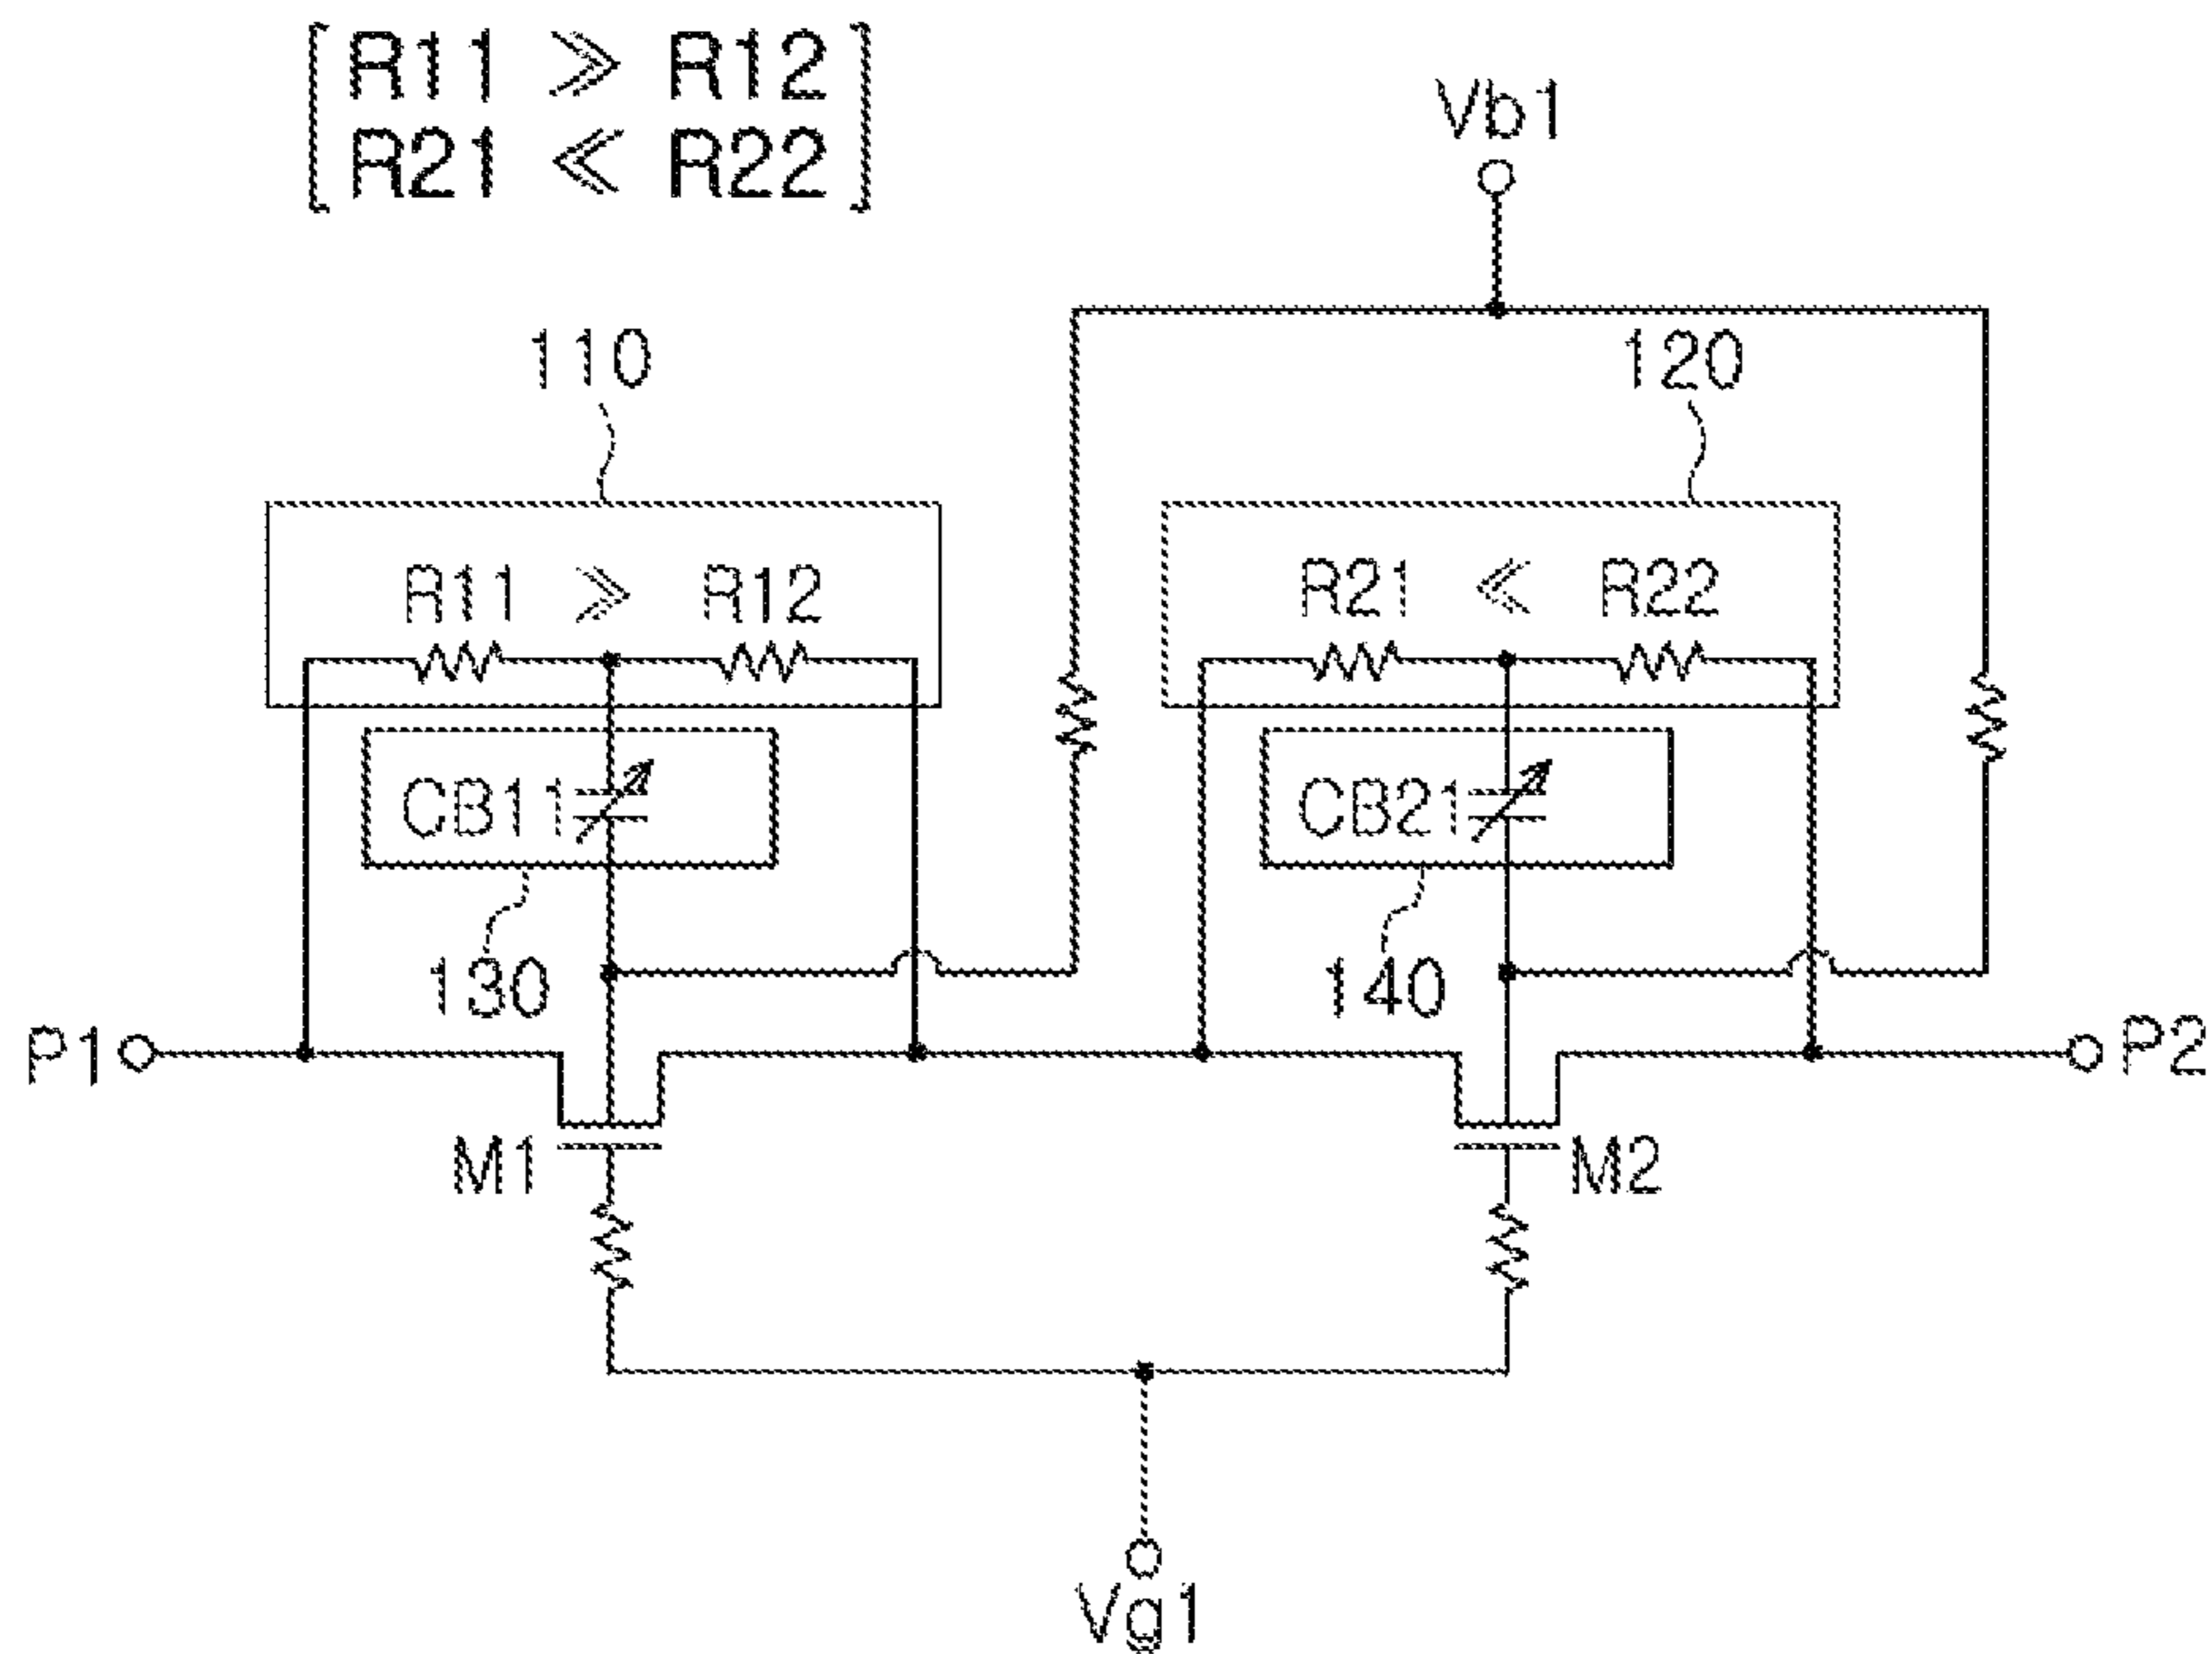 R11 ≫ R12
R21 ≪ R22
Vb1
110
120
R11 ≫ R12
R21 ≪ R22
CB11
CB21
130
140
P1
P2
M1
M2
Vg1